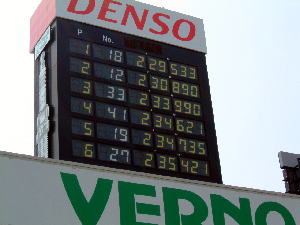 DENSO
P No.
1 18 2 29 533
2 12 2 30 890
3 33 2 33 990
4 41 2 34 621
5 19 2 34 735
6 27 2 35 421
VERNO